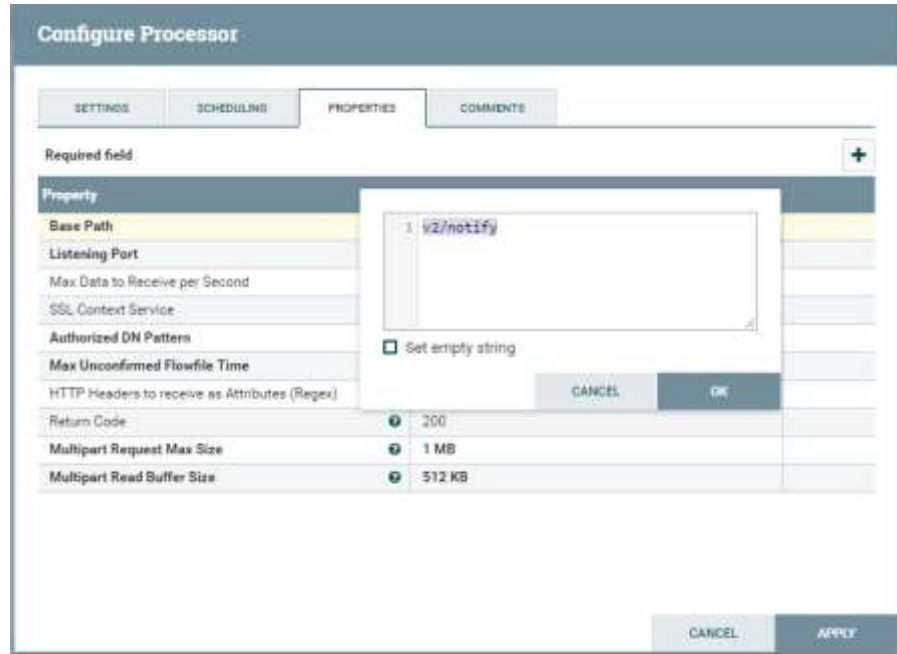 Configure Processor
SETTINGS SCHEDULING PROPERTIES COMMENTS
Required field
Property
Base Path
1 v2/notify
Listening Port
Max Data to Receive per Second
SSL Context Service
Authorized DN Pattern
Set empty string
Max Unconfirmed Flowfile Time
HTTP Headers to receive as Attributes (Regex)
CANCEL OK
Return Code 200
Multipart Request Max Size 1 MB
Multipart Read Buffer Size 512 KB
CANCEL APPLY